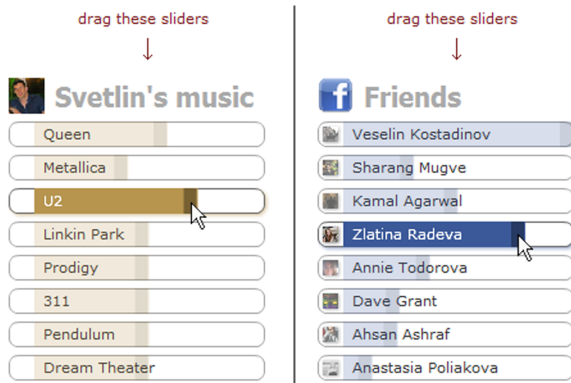 drag these sliders
Svetlin's music
Queen
Metallica
U2
Linkin Park
Prodigy
311
Pendulum
Dream Theater
drag these sliders
f Friends
Veselin Kostadinov
Sharang Mugve
Kamal Agarwal
Zlatina Radeva
Annie Todorova
Dave Grant
Ahsan Ashraf
Anastasia Poliakova